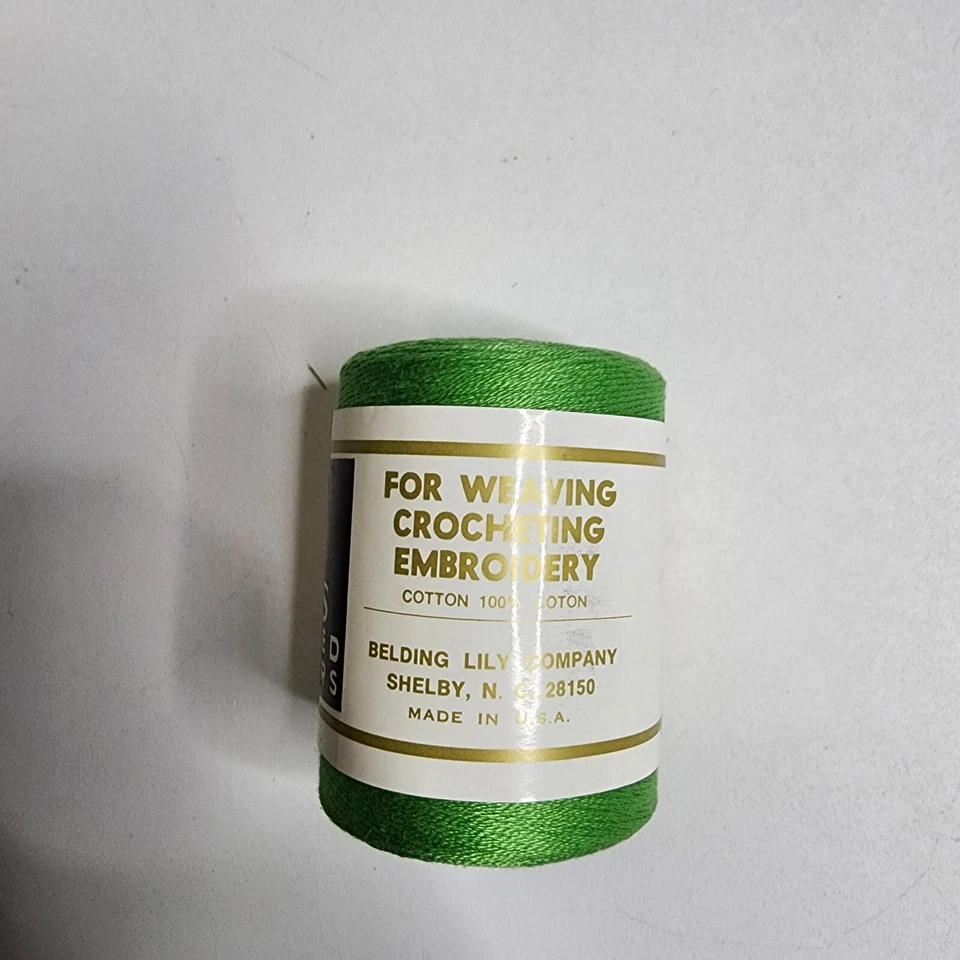 FOR WEAVING
CROCHETING
EMBROIDERY
COTTON 100% COTON
BELDING LILY COMPANY
SHELBY, N. C. 28150
MADE IN U.S.A.